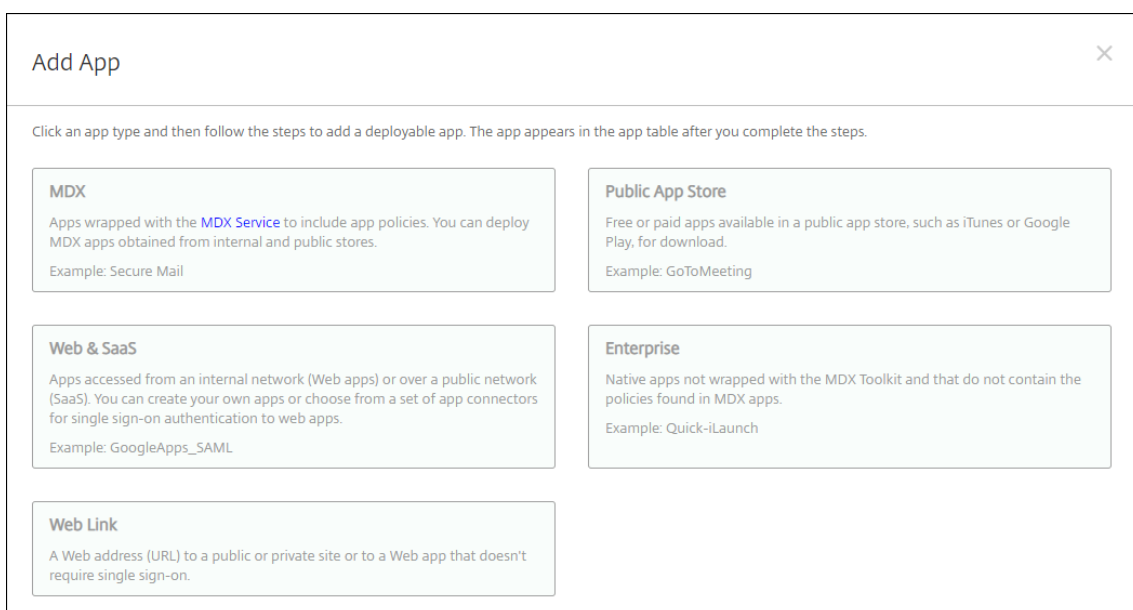 Add App
Click an app type and then follow the steps to add a deployable app. The app appears in the app table after you complete the steps.
MDX
Apps wrapped with the MDX Service to include app policies. You can deploy
MDX apps obtained from internal and public stores.
Example: Secure Mail
Public App Store
Free or paid apps available in a public app store, such as iTunes or Google
Play, for download.
Example: GoToMeeting
Web & SaaS
Apps accessed from an internal network (Web apps) or over a public network
(SaaS). You can create your own apps or choose from a set of app connectors
for single sign-on authentication to web apps.
Example: GoogleApps_SAML
Enterprise
Native apps not wrapped with the MDX Toolkit and that do not contain the
policies found in MDX apps.
Example: Quick-iLaunch
Web Link
A Web address (URL) to a public or private site or to a Web app that doesn't
require single sign-on.